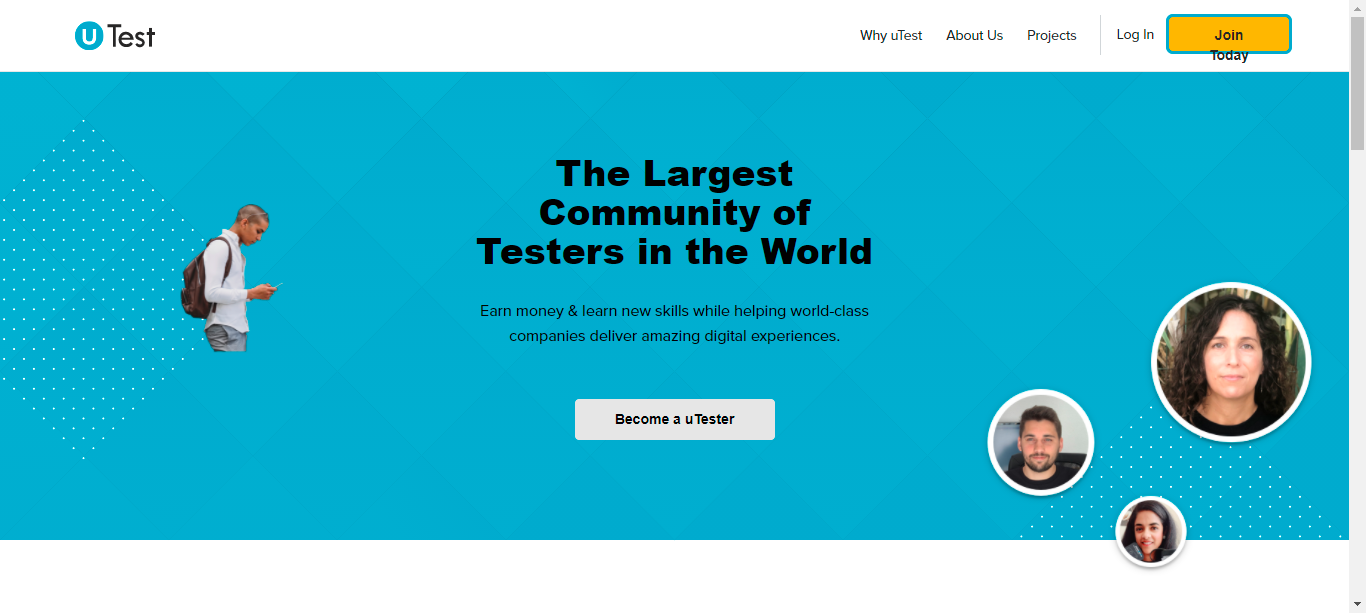 uTest
Why uTest
About Us
Projects
Log In
Join
Today
The Largest
Community of
Testers in the World
Earn money & learn new skills while helping world-class
companies deliver amazing digital experiences.
Become a uTester